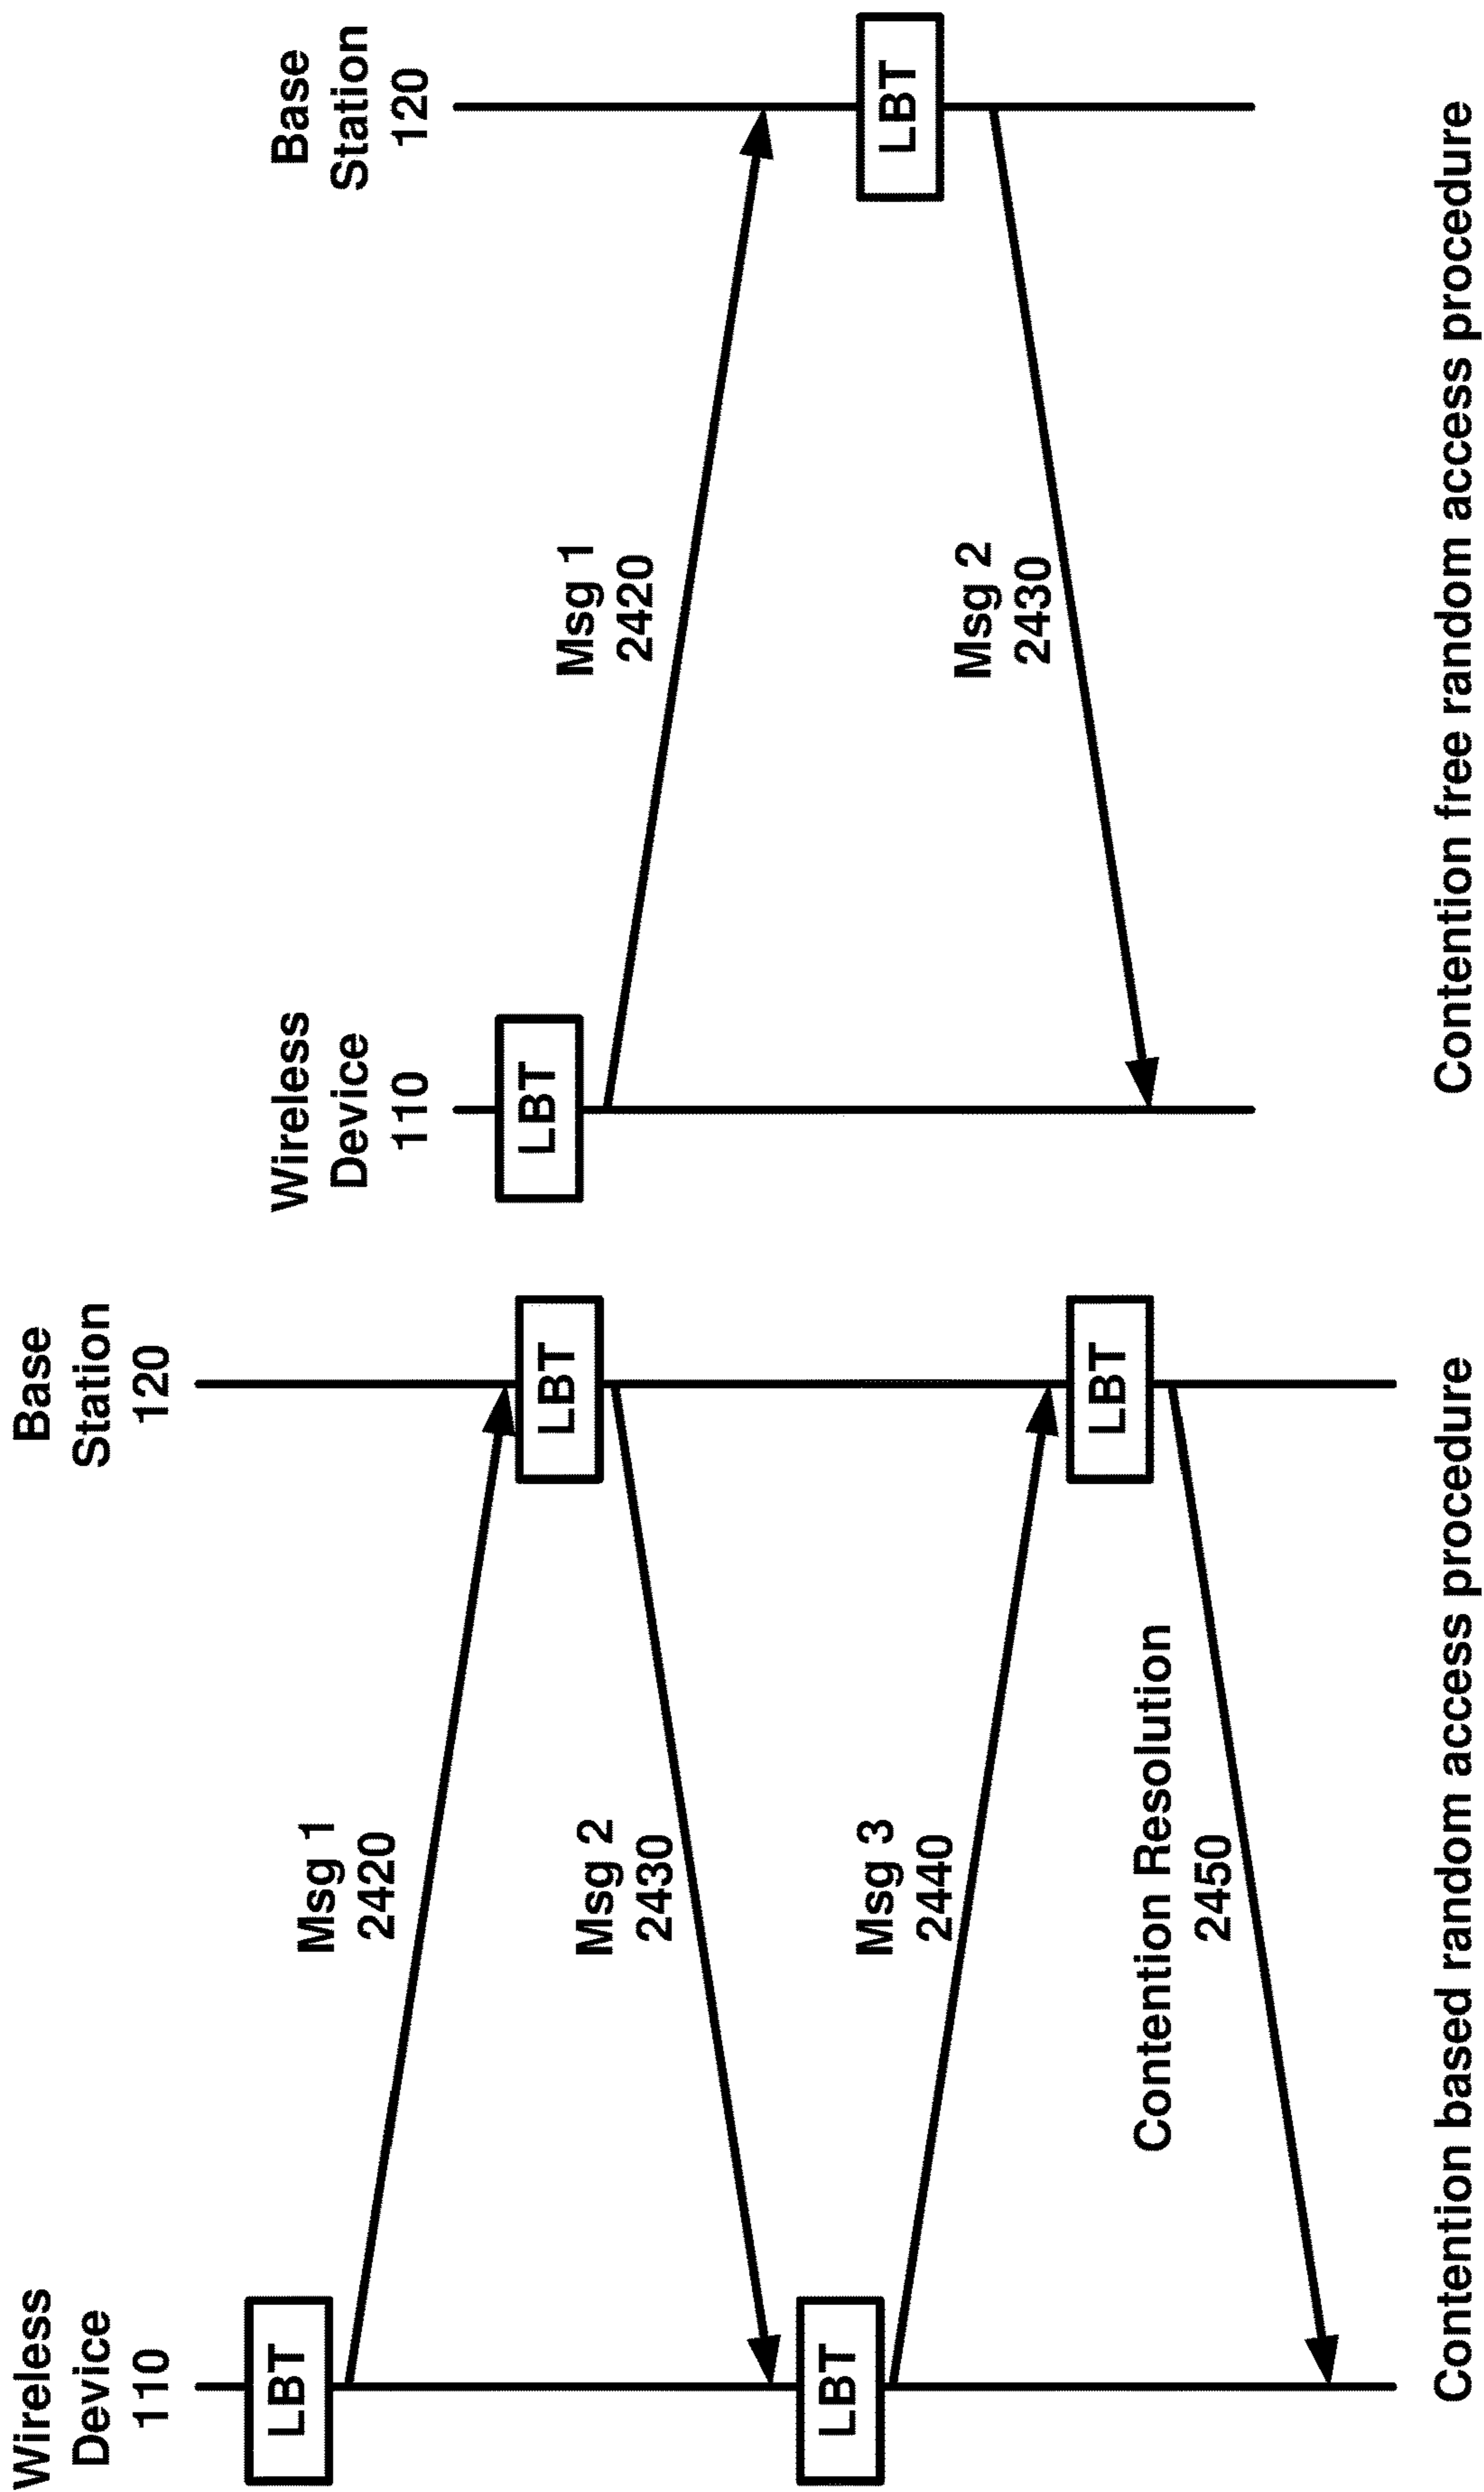 Wireless
Device
110
Base
Station
120
LBT
Msg 1
2420
LBT
Msg 2
2430
LBT
Msg 3
2440
LBT
Contention Resolution
2450
Contention based random access procedure
Wireless
Device
110
Base
Station
120
LBT
Msg 1
2420
LBT
Msg 2
2430
Contention free random access procedure